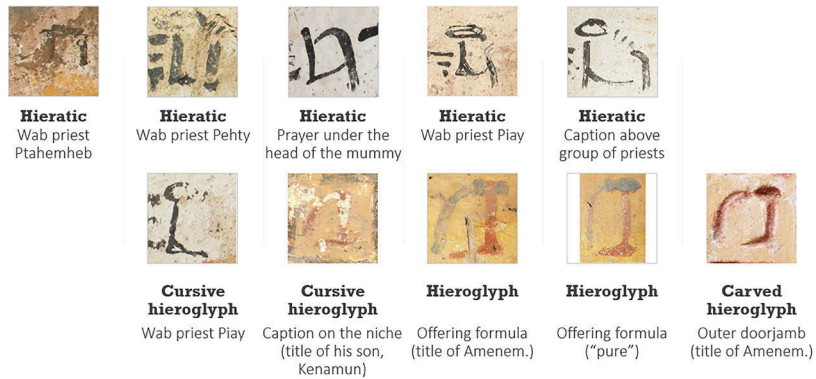 Hieratic
Wab priest
Ptahemheb
Hieratic
Wab priest Pehty
Hieratic
Prayer under the
head of the mummy
Hieratic
Wab priest Piay
Hieratic
Caption above
group of priests
Cursive
hieroglyph
Wab priest Piay
Cursive
hieroglyph
Caption on the niche
(title of his son,
Kenamun)
Hieroglyph
Offering formula
(title of Amenem.)
Hieroglyph
Offering formula
(“pure”)
Carved
hieroglyph
Outer doorjamb
(title of Amenem.)